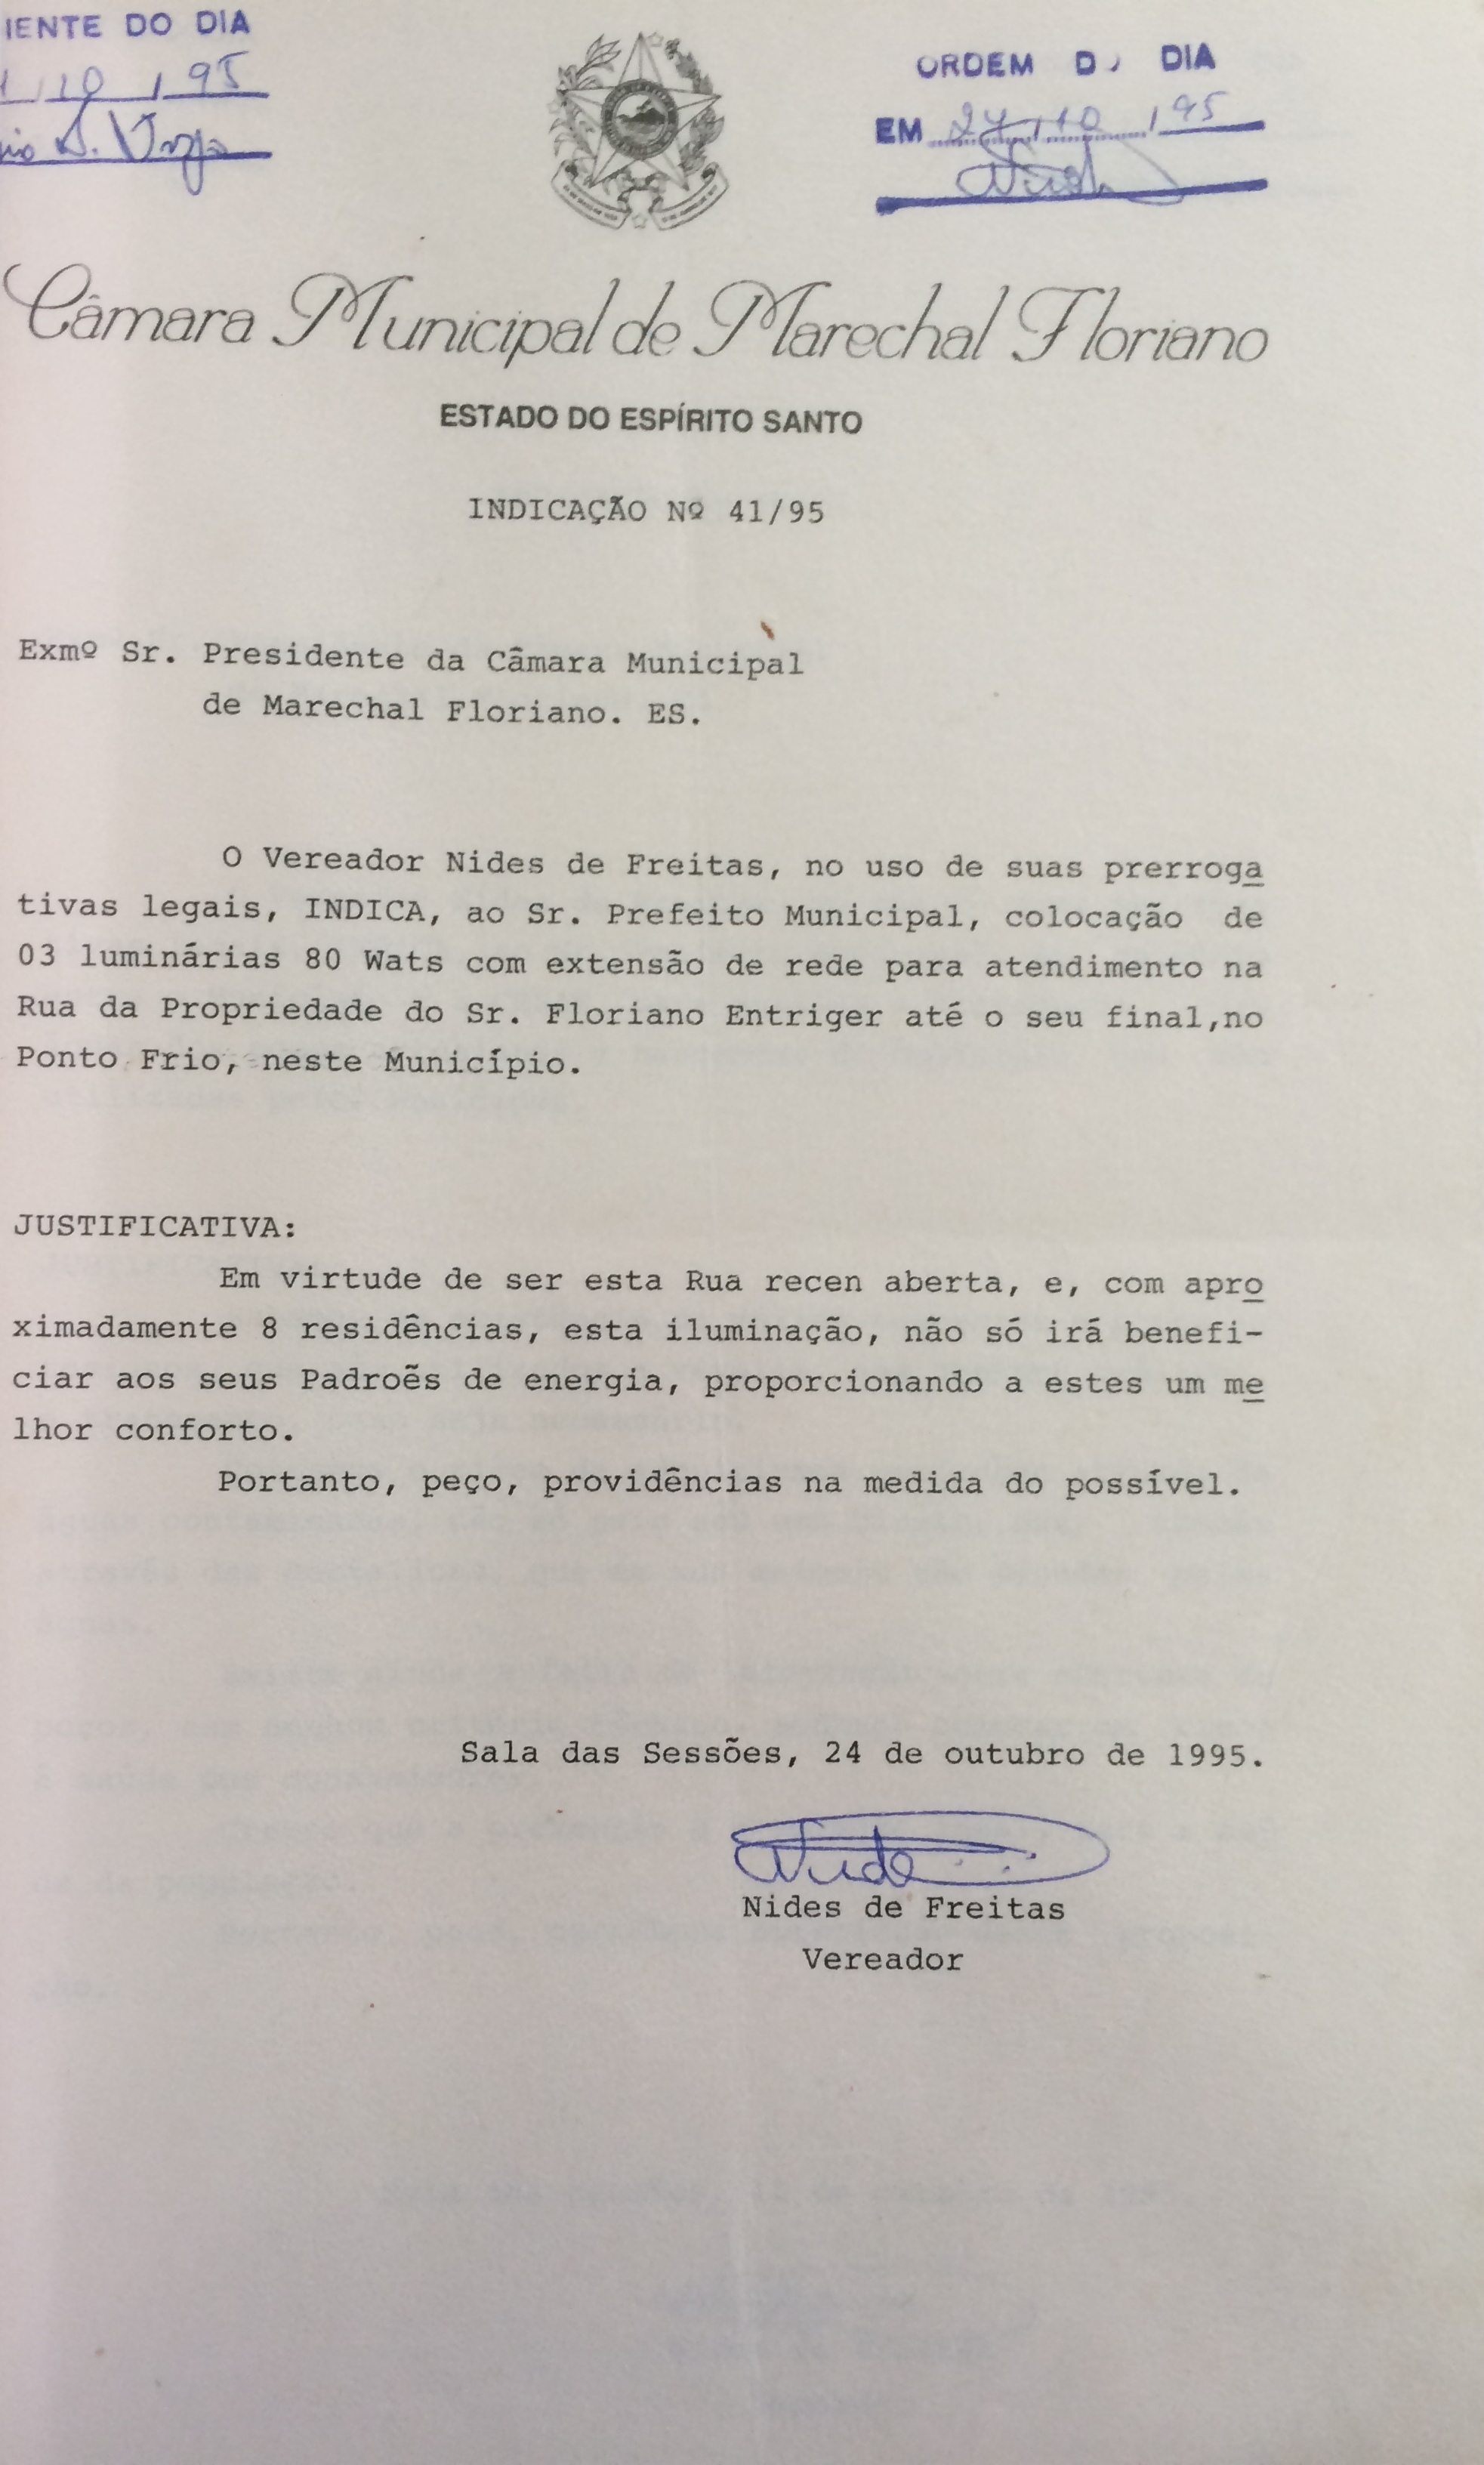 IENTE DO DIA
10 / 95
ORDEM D DIA
EM 24 / 10 / 95
Câmara Municipal de Marechal Floriano
ESTADO DO ESPÍRITO SANTO
INDICAÇÃO Nº 41/95
Exmº Sr. Presidente da Câmara Municipal
de Marechal Floriano. ES.
O Vereador Nides de Freitas, no uso de suas prerroga
tivas legais, INDICA, ao Sr. Prefeito Municipal, colocação de
03 luminárias 80 Wats com extensão de rede para atendimento na
Rua da Propriedade do Sr. Floriano Entriger até o seu final,no
Ponto Frio, neste Município.
JUSTIFICATIVA:
Em virtude de ser esta Rua recen aberta, e, com apro
ximadamente 8 residências, esta iluminação, não só irá benefi-
ciar aos seus Padroẽs de energia, proporcionando a estes um me
lhor conforto.
Portanto, peço, providências na medida do possível.
Sala das Sessões, 24 de outubro de 1995.
Nides de Freitas
Vereador